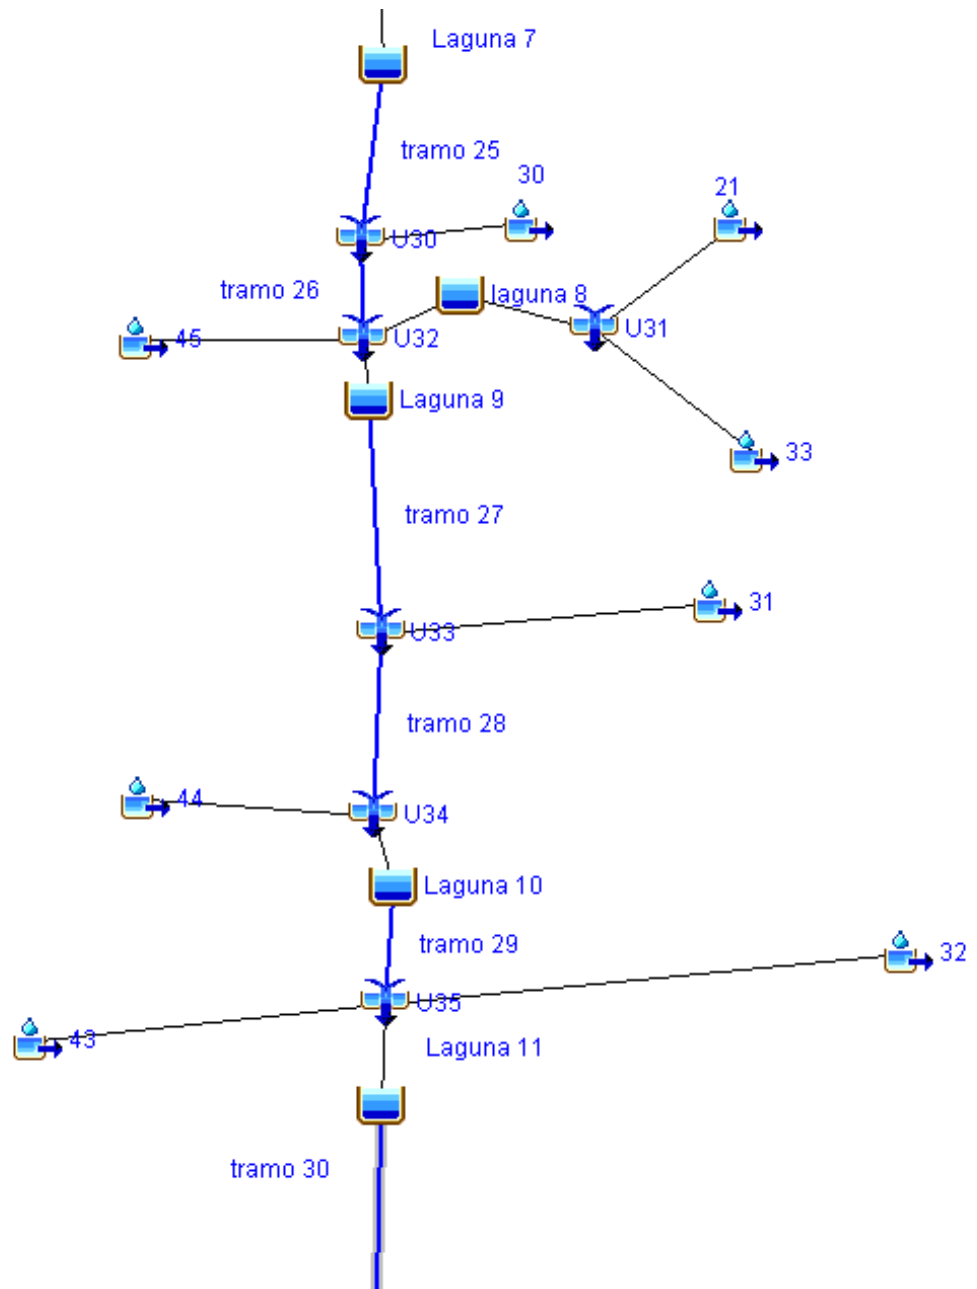 Laguna 7
tramo 25
30
21
U30
tramo 26
laguna 8
U31
45
U32
Laguna 9
33
tramo 27
31
U33
tramo 28
44
U34
Laguna 10
tramo 29
32
U35
43
Laguna 11
tramo 30